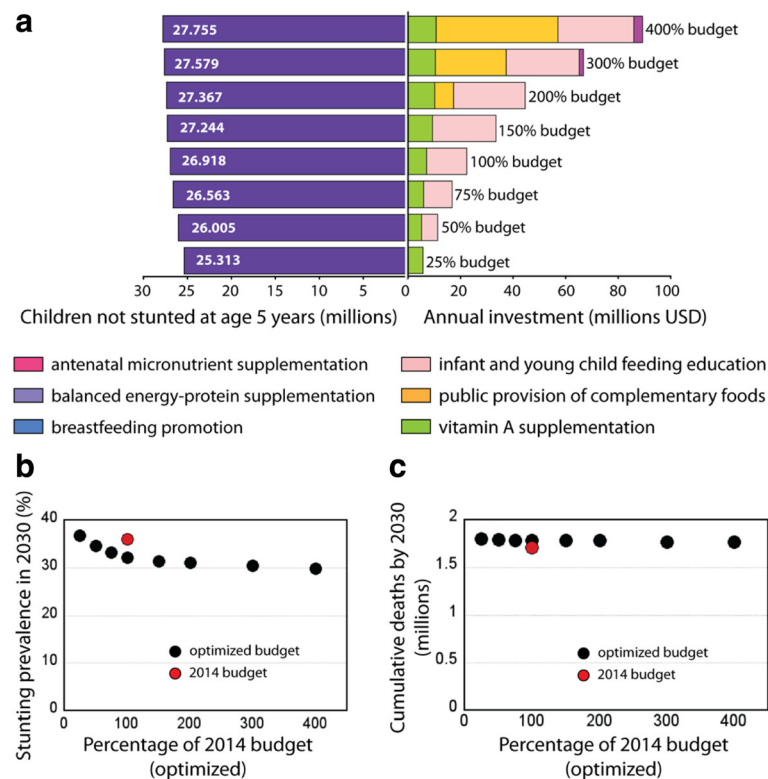 a
27.755 400% budget
27.579 300% budget
27.367 200% budget
27.244 150% budget
26.918 100% budget
26.563 75% budget
26.005 50% budget
25.313 25% budget
30 25 20 15 10 5 0 20 40 60 80 100
Children not stunted at age 5 years (millions) Annual investment (millions USD)
antenatal micronutrient supplementation infant and young child feeding education
balanced energy-protein supplementation public provision of complementary foods
breastfeeding promotion vitamin A supplementation
b
Stunting prevalence in 2030 (%)
40
30
20
10
0
optimized budget
2014 budget
0 100 200 300 400
Percentage of 2014 budget
(optimized)
c
Cumulative deaths by 2030
(millions)
2
1.5
1
0.5
0
optimized budget
2014 budget
0 100 200 300 400
Percentage of 2014 budget
(optimized)